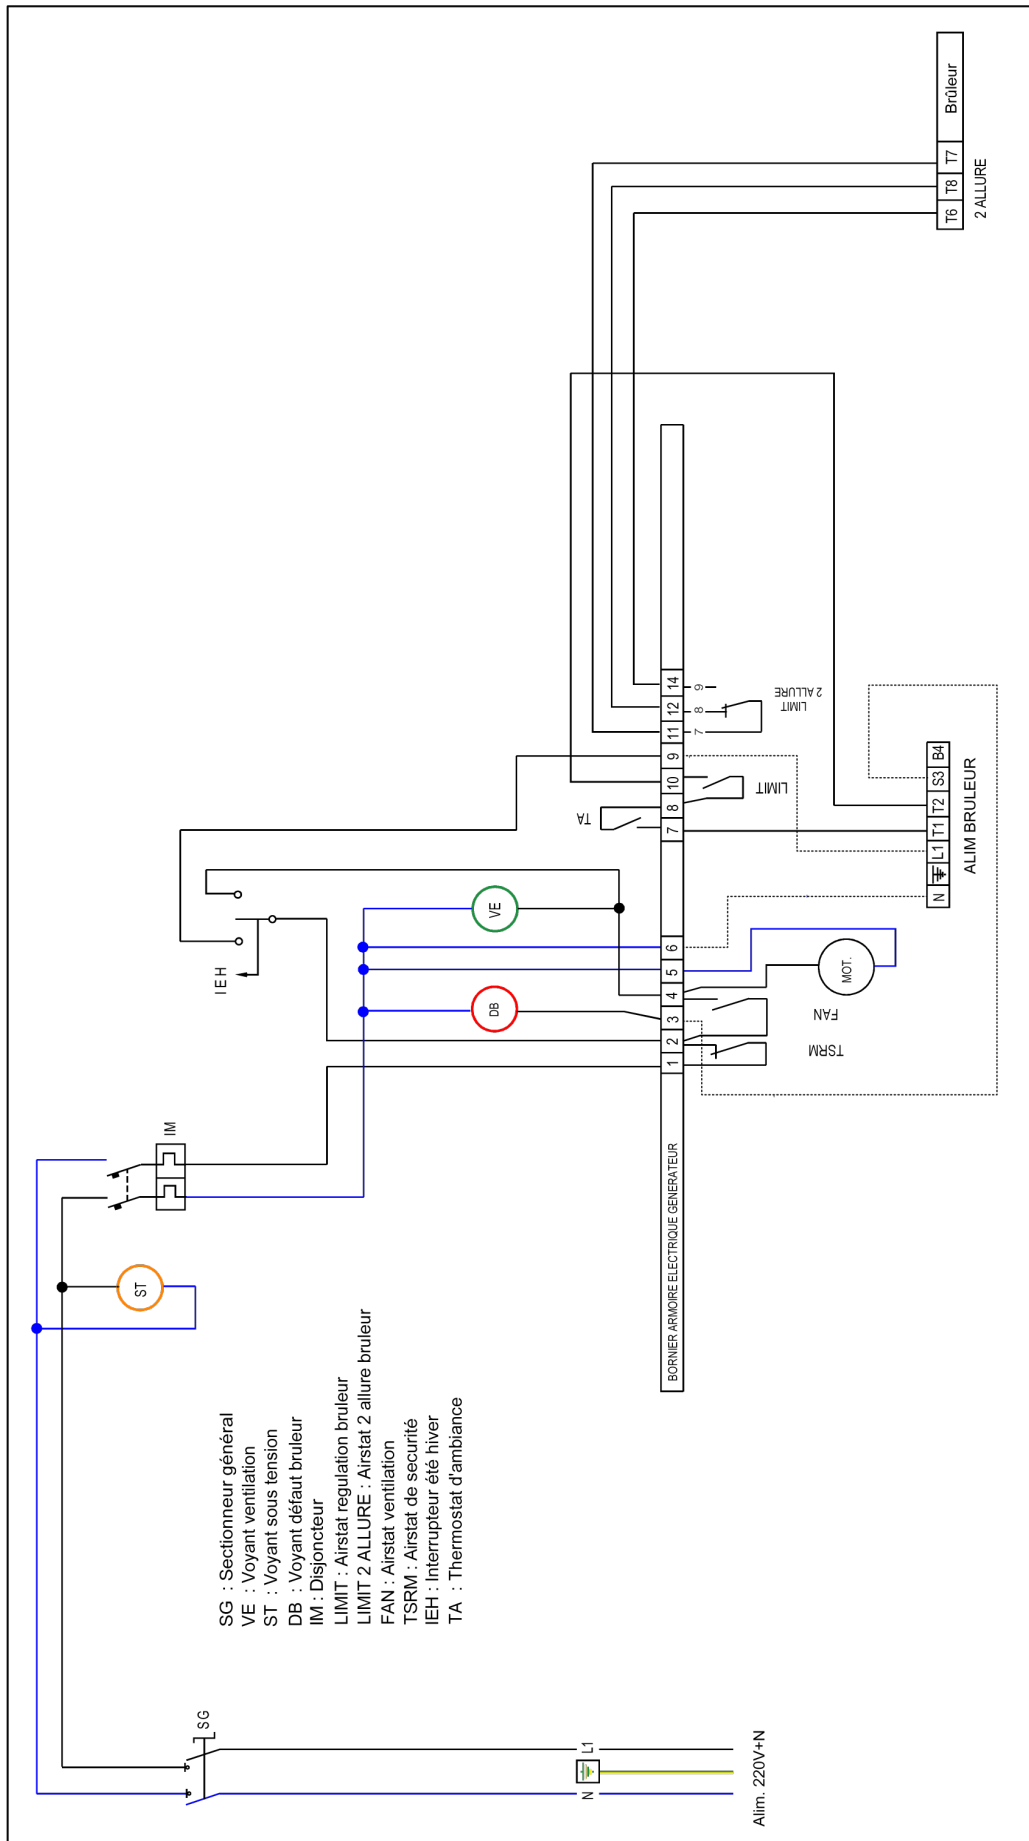 Brûleur
T6 T8 T7
2 ALLURE
IEH
VE
DB
IM
ST
TA
14
12
11
9
10
8
7
6
5
4
3
2
1
9
8
7
LIMIT
2 ALLURE
LIMIT
MOT.
FAN
TSRM
N L1 T1 T2 S3 B4
ALIM BRULEUR
BORNIER ARMOIRE ELECTRIQUE GENERATEUR
SG : Sectionneur général
VE : Voyant ventilation
ST : Voyant sous tension
DB : Voyant défaut bruleur
IM : Disjoncteur
LIMIT : Airstat regulation bruleur
LIMIT 2 ALLURE : Airstat 2 allure bruleur
FAN : Airstat ventilation
TSRM : Airstat de securité
IEH : Interrupteur été hiver
TA : Thermostat d'ambiance
SG
N L1
Alim. 220V+N